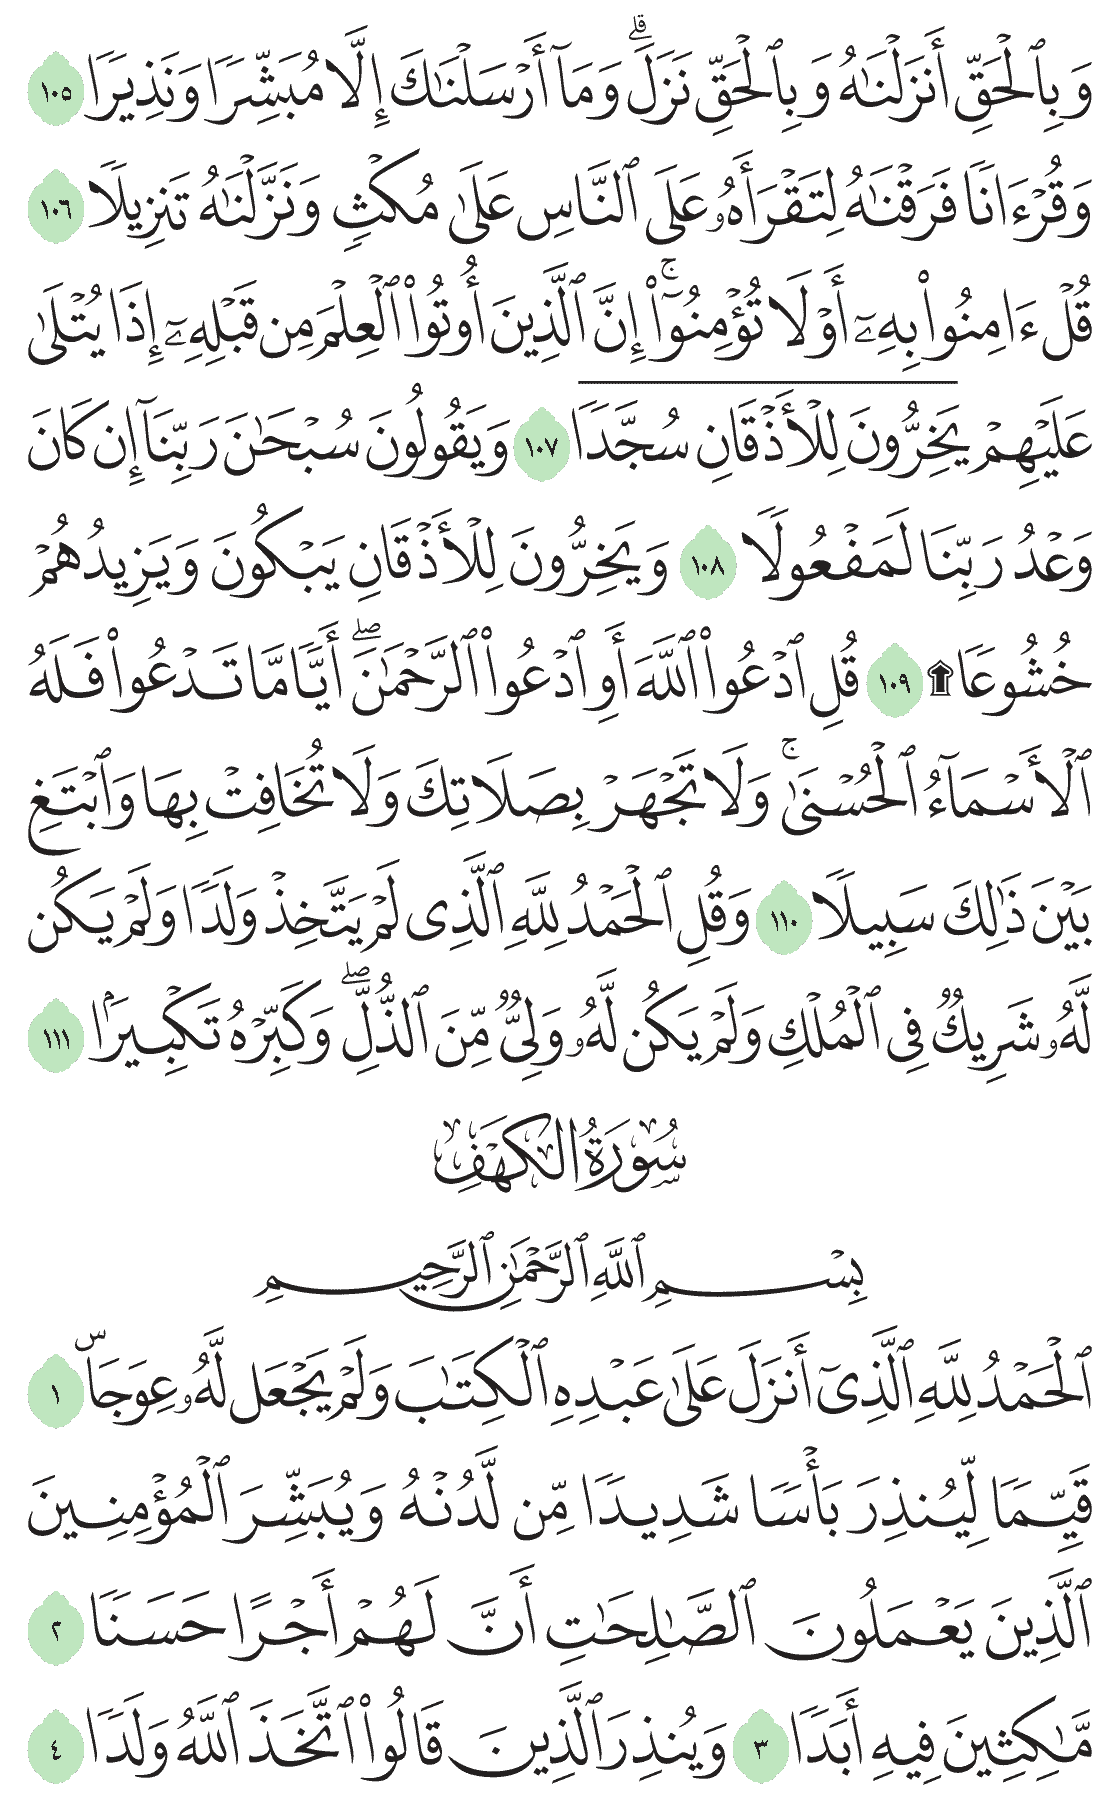 وَبِٱلۡحَقِّ أَنزَلۡنَٰهُ وَبِٱلۡحَقِّ نَزَلَۗ وَمَآ أَرۡسَلۡنَٰكَ إِلَّا مُبَشِّرٗا وَنَذِيرٗا ١٠٥
وَقُرۡءَانٗا فَرَقۡنَٰهُ لِتَقۡرَأَهُۥ عَلَى ٱلنَّاسِ عَلَىٰ مُكۡثٖ وَنَزَّلۡنَٰهُ تَنزِيلٗا ١٠٦
قُلۡ ءَامِنُواْ بِهِۦٓ أَوۡ لَا تُؤۡمِنُوٓاْۚ إِنَّ ٱلَّذِينَ أُوتُواْ ٱلۡعِلۡمَ مِن قَبۡلِهِۦٓ إِذَا يُتۡلَىٰ
عَلَيۡهِمۡ يَخِرُّونَۤ لِلۡأَذۡقَانِۤ سُجَّدٗاۤ ١٠٧ وَيَقُولُونَ سُبۡحَٰنَ رَبِّنَآ إِن كَانَ
وَعۡدُ رَبِّنَا لَمَفۡعُولٗا ١٠٨ وَيَخِرُّونَ لِلۡأَذۡقَانِ يَبۡكُونَ وَيَزِيدُهُمۡ
خُشُوعٗا۩ ١٠٩ قُلِ ٱدۡعُواْ ٱللَّهَ أَوِ ٱدۡعُواْ ٱلرَّحۡمَٰنَۖ أَيّٗا مَّا تَدۡعُواْ فَلَهُ
ٱلۡأَسۡمَآءُ ٱلۡحُسۡنَىٰۚ وَلَا تَجۡهَرۡ بِصَلَاتِكَ وَلَا تُخَافِتۡ بِهَا وَٱبۡتَغِ
بَيۡنَ ذَٰلِكَ سَبِيلٗا ١١٠ وَقُلِ ٱلۡحَمۡدُ لِلَّهِ ٱلَّذِي لَمۡ يَتَّخِذۡ وَلَدٗا وَلَمۡ يَكُن
لَّهُۥ شَرِيكٞ فِي ٱلۡمُلۡكِ وَلَمۡ يَكُن لَّهُۥ وَلِيّٞ مِّنَ ٱلذُّلِّۖ وَكَبِّرۡهُ تَكۡبِيرَۢا ١١١
سُورَةُ الكَهۡفِ
بِسۡمِ ٱللَّهِ ٱلرَّحۡمَٰنِ ٱلرَّحِيمِ
ٱلۡحَمۡدُ لِلَّهِ ٱلَّذِيٓ أَنزَلَ عَلَىٰ عَبۡدِهِ ٱلۡكِتَٰبَ وَلَمۡ يَجۡعَل لَّهُۥ عِوَجَاۜ ١
قَيِّمٗا لِّيُنذِرَ بَأۡسٗا شَدِيدٗا مِّن لَّدُنۡهُ وَيُبَشِّرَ ٱلۡمُؤۡمِنِينَ
ٱلَّذِينَ يَعۡمَلُونَ ٱلصَّٰلِحَٰتِ أَنَّ لَهُمۡ أَجۡرًا حَسَنٗا ٢
مَّٰكِثِينَ فِيهِ أَبَدٗا ٣ وَيُنذِرَ ٱلَّذِينَ قَالُواْ ٱتَّخَذَ ٱللَّهُ وَلَدٗا ٤